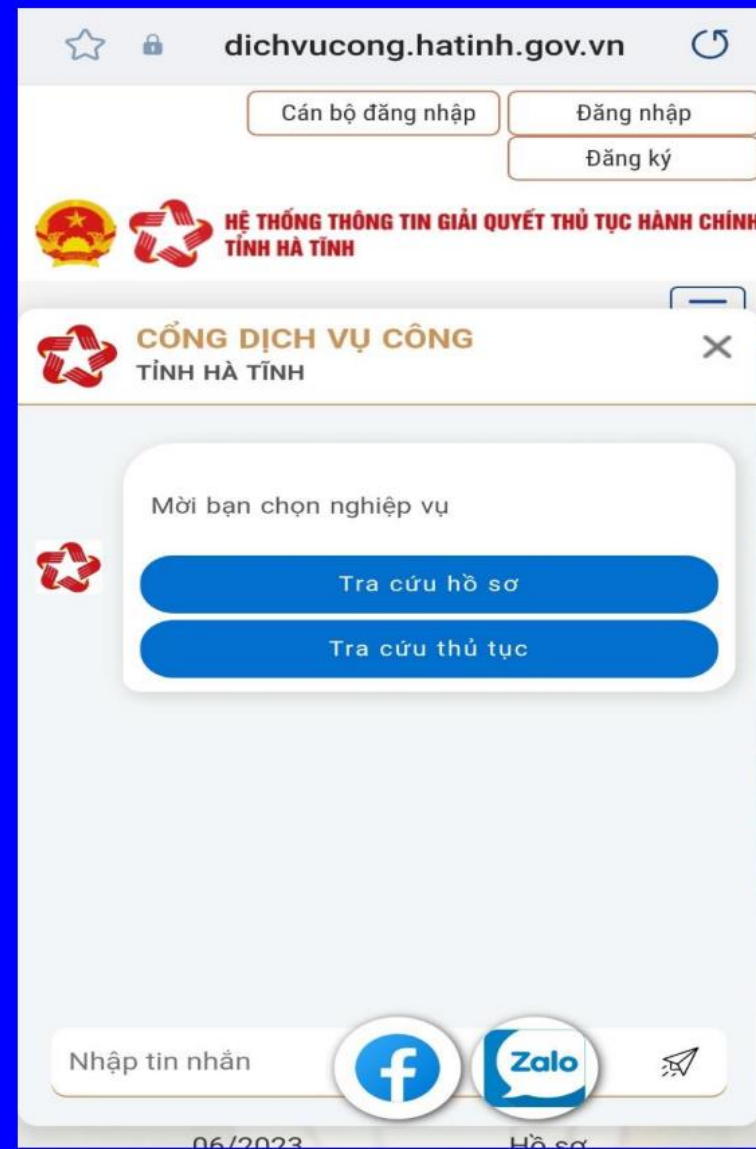 dichvucong.hatinh.gov.vn
Cán bộ đăng nhập
Đăng nhập
Đăng ký
HỆ THỐNG THÔNG TIN GIẢI QUYẾT THỦ TỤC HÀNH CHÍNH
TỈNH HÀ TĨNH
CỔNG DỊCH VỤ CÔNG
TỈNH HÀ TĨNH
Mời bạn chọn nghiệp vụ
Tra cứu hồ sơ
Tra cứu thủ tục
Nhập tin nhắn
Zalo
06/2023
Hồ sơ